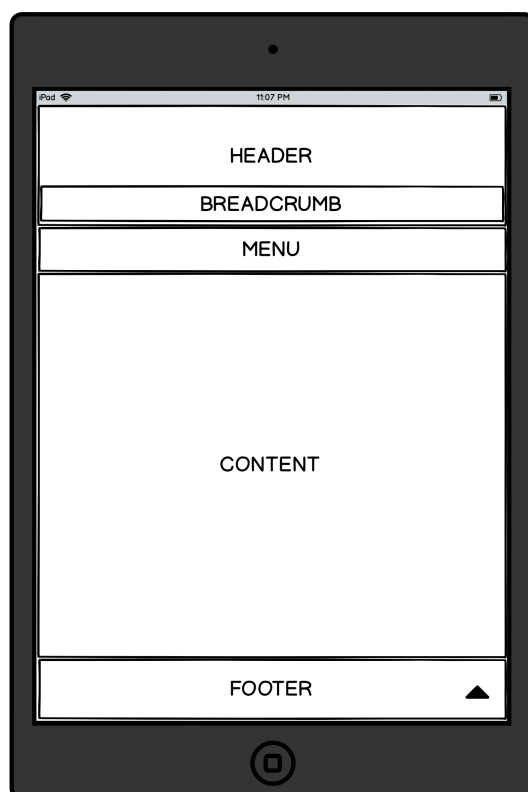 iPad 11:07 PM
HEADER
BREADCRUMB
MENU
CONTENT
FOOTER